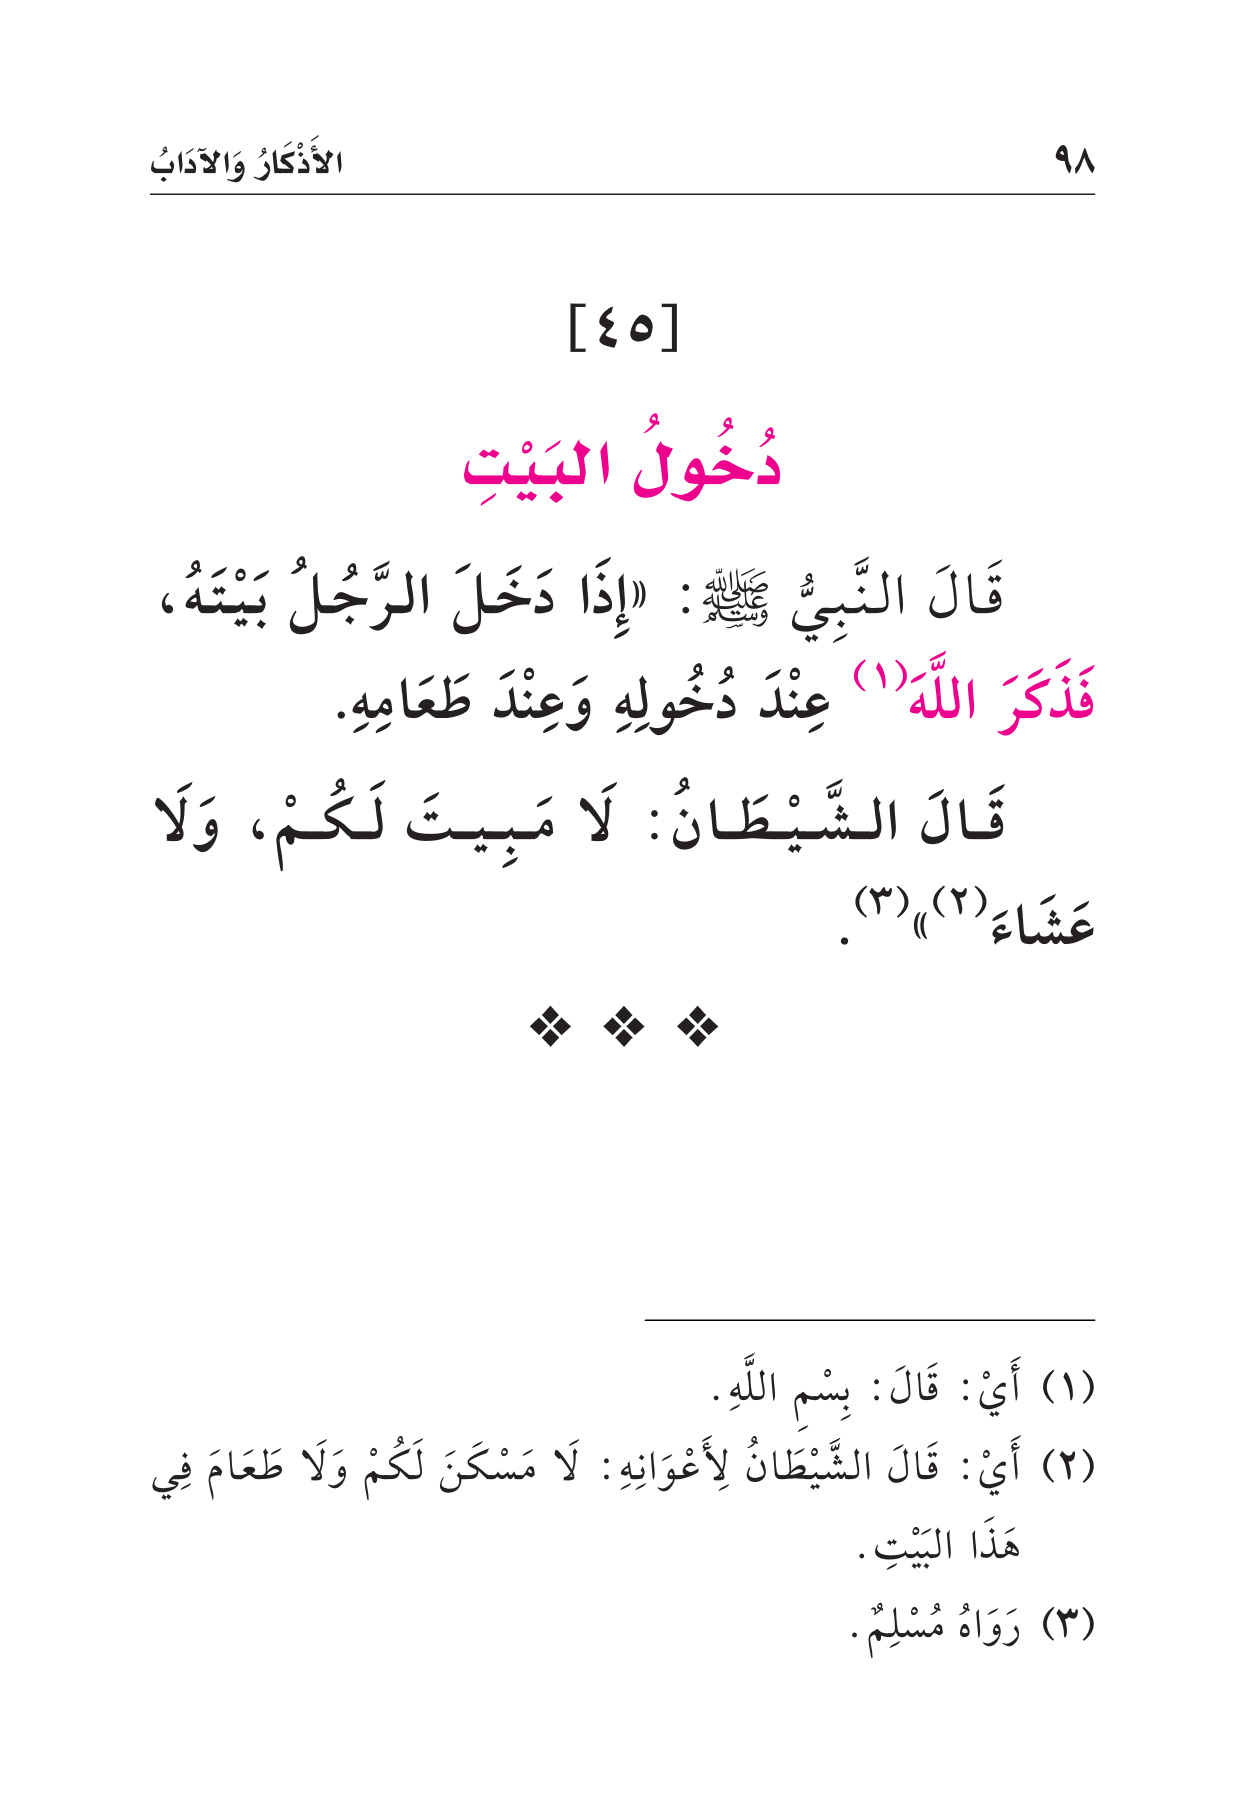 ٩٨
الأَذْكَارُ وَالآدَابُ
[٤٥]
دُخُولُ البَيْتِ
قَالَ النَّبِيُّ ﷺ: «إِذَا دَخَلَ الرَّجُلُ بَيْتَهُ،
فَذَكَرَ اللَّهَ(١) عِنْدَ دُخُولِهِ وَعِنْدَ طَعَامِهِ.
قَالَ الشَّيْطَانُ: لَا مَبِيتَ لَكُمْ، وَلَا
عَشَاءَ(٢)»(٣).
(١) أَيْ: قَالَ: بِسْمِ اللَّهِ.
(٢) أَيْ: قَالَ الشَّيْطَانُ لِأَعْوَانِهِ: لَا مَسْكَنَ لَكُمْ وَلَا طَعَامَ فِي
هَذَا البَيْتِ.
(٣) رَوَاهُ مُسْلِمٌ.